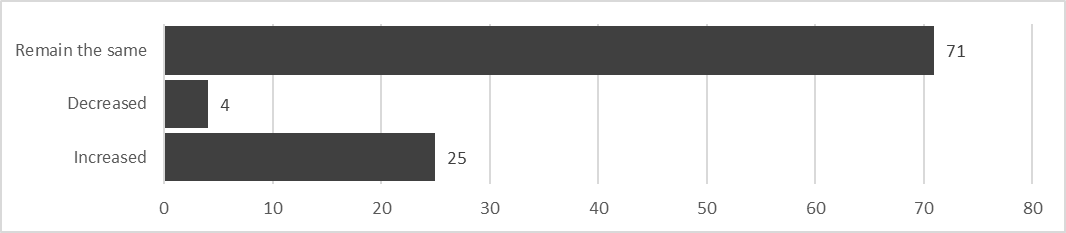 Remain the same 71
Decreased 4
Increased 25
0 10 20 30 40 50 60 70 80